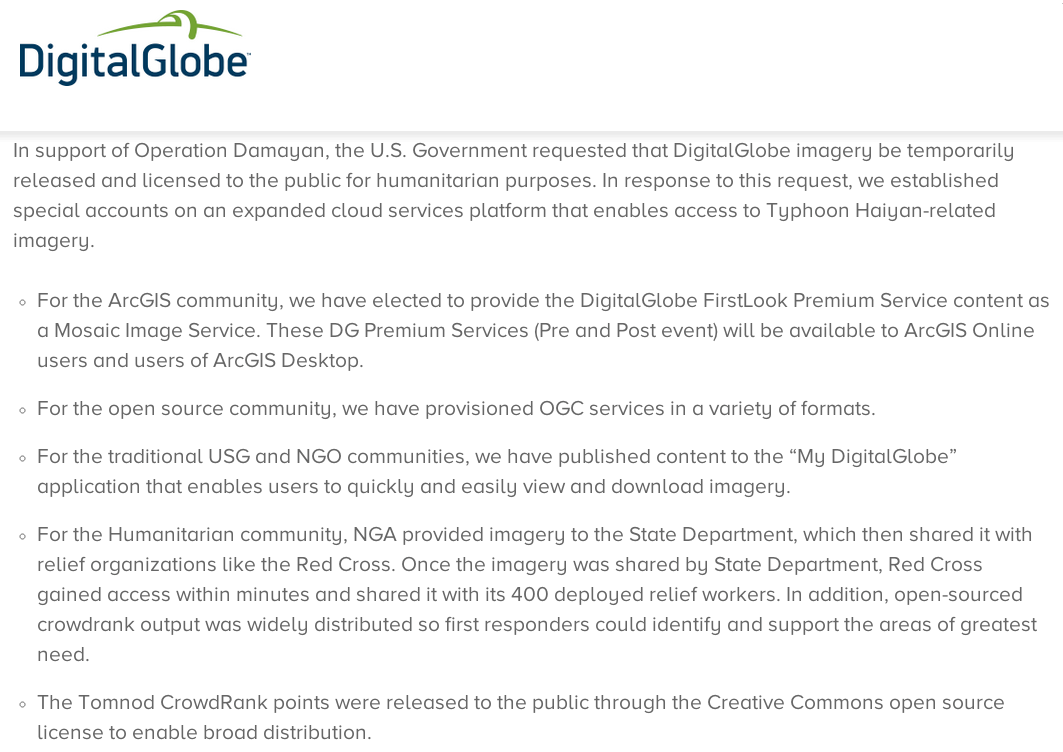 DigitalGlobe™
In support of Operation Damayan, the U.S. Government requested that DigitalGlobe imagery be temporarily
released and licensed to the public for humanitarian purposes. In response to this request, we established
special accounts on an expanded cloud services platform that enables access to Typhoon Haiyan-related
imagery.
For the ArcGIS community, we have elected to provide the DigitalGlobe FirstLook Premium Service content as
a Mosaic Image Service. These DG Premium Services (Pre and Post event) will be available to ArcGIS Online
users and users of ArcGIS Desktop.
For the open source community, we have provisioned OGC services in a variety of formats.
For the traditional USG and NGO communities, we have published content to the “My DigitalGlobe”
application that enables users to quickly and easily view and download imagery.
For the Humanitarian community, NGA provided imagery to the State Department, which then shared it with
relief organizations like the Red Cross. Once the imagery was shared by State Department, Red Cross
gained access within minutes and shared it with its 400 deployed relief workers. In addition, open-sourced
crowdrank output was widely distributed so first responders could identify and support the areas of greatest
need.
The Tomnod CrowdRank points were released to the public through the Creative Commons open source
license to enable broad distribution.